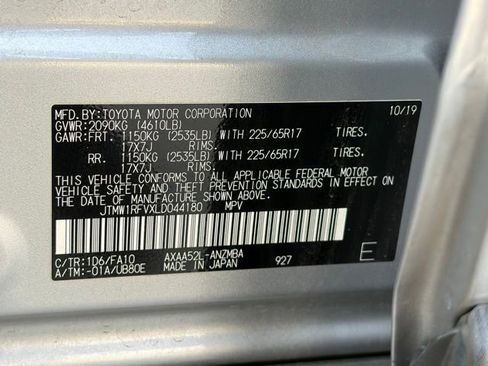 MFD.BY:TOYOTA MOTOR CORPORATION 10/19
GVWR:2090KG (4610LB)
GAWR:FRT. 1150KG (2535LB) WITH 225/65R17 TIRES.
17X7J RIMS.
RR. 1150KG (2535LB) WITH 225/65R17 TIRES.
17X7J RIMS.
THIS VEHICLE CONFORMS TO ALL APPLICABLE FEDERAL MOTOR
VEHICLE SAFETY AND THEFT PREVENTION STANDARDS IN EFFECT
ON THE DATE OF MANUFACTURE SHOWN ABOVE.
JTMW1RFVXLD044180 MPV
E
C/TR:1D6/FA10 AXAA52L-ANZMBA
A/TM:-01A/UB80E MADE IN JAPAN 927